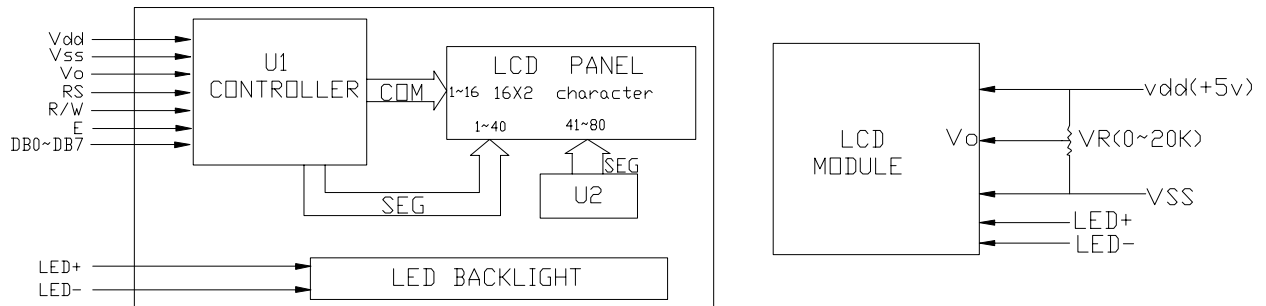 Vdd
Vss
Vo
RS
R/W
E
DB0~DB7
U1
CONTROLLER
COM
LCD PANEL
1~16 16X2 character
1~40 41~80
SEG
SEG
U2
LED+
LED-
LED BACKLIGHT
LCD
MODULE
Vo
vdd(+5v)
VR(0~20K)
VSS
LED+
LED-